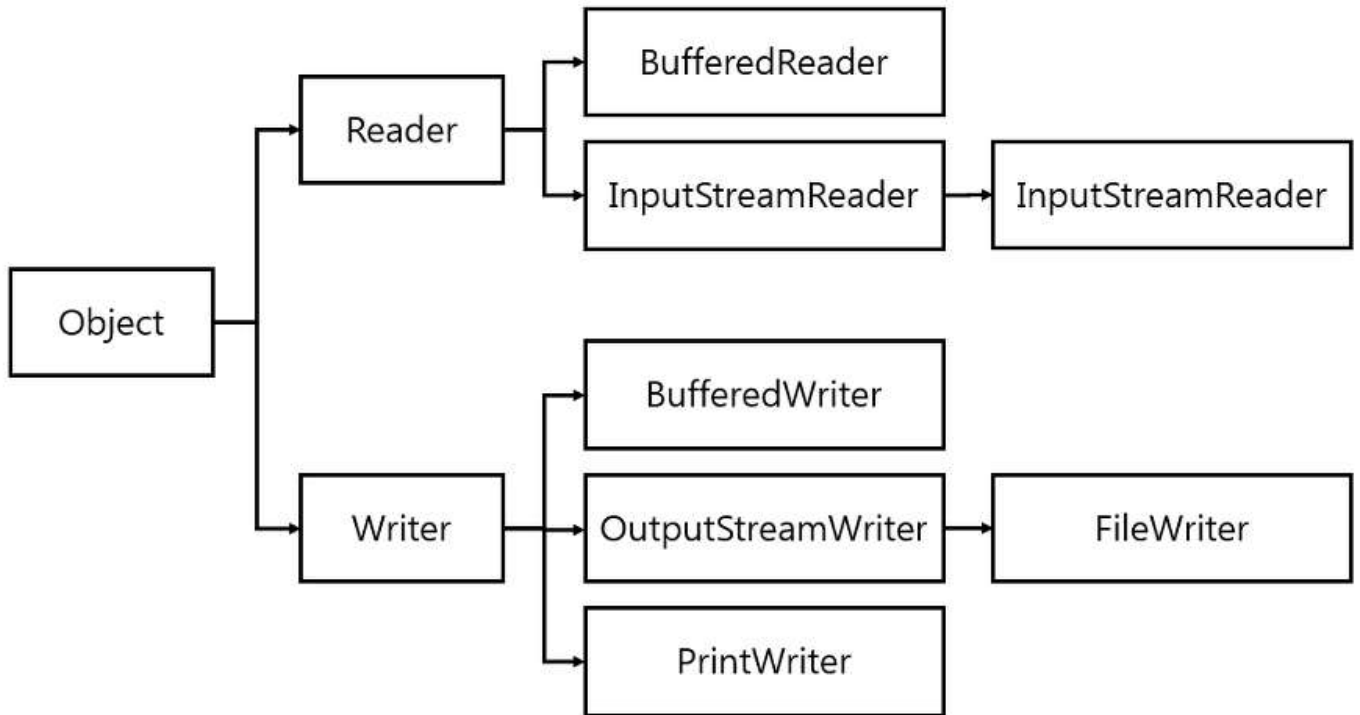 Object
Reader
BufferedReader
InputStreamReader
InputStreamReader
Writer
BufferedWriter
OutputStreamWriter
FileWriter
PrintWriter